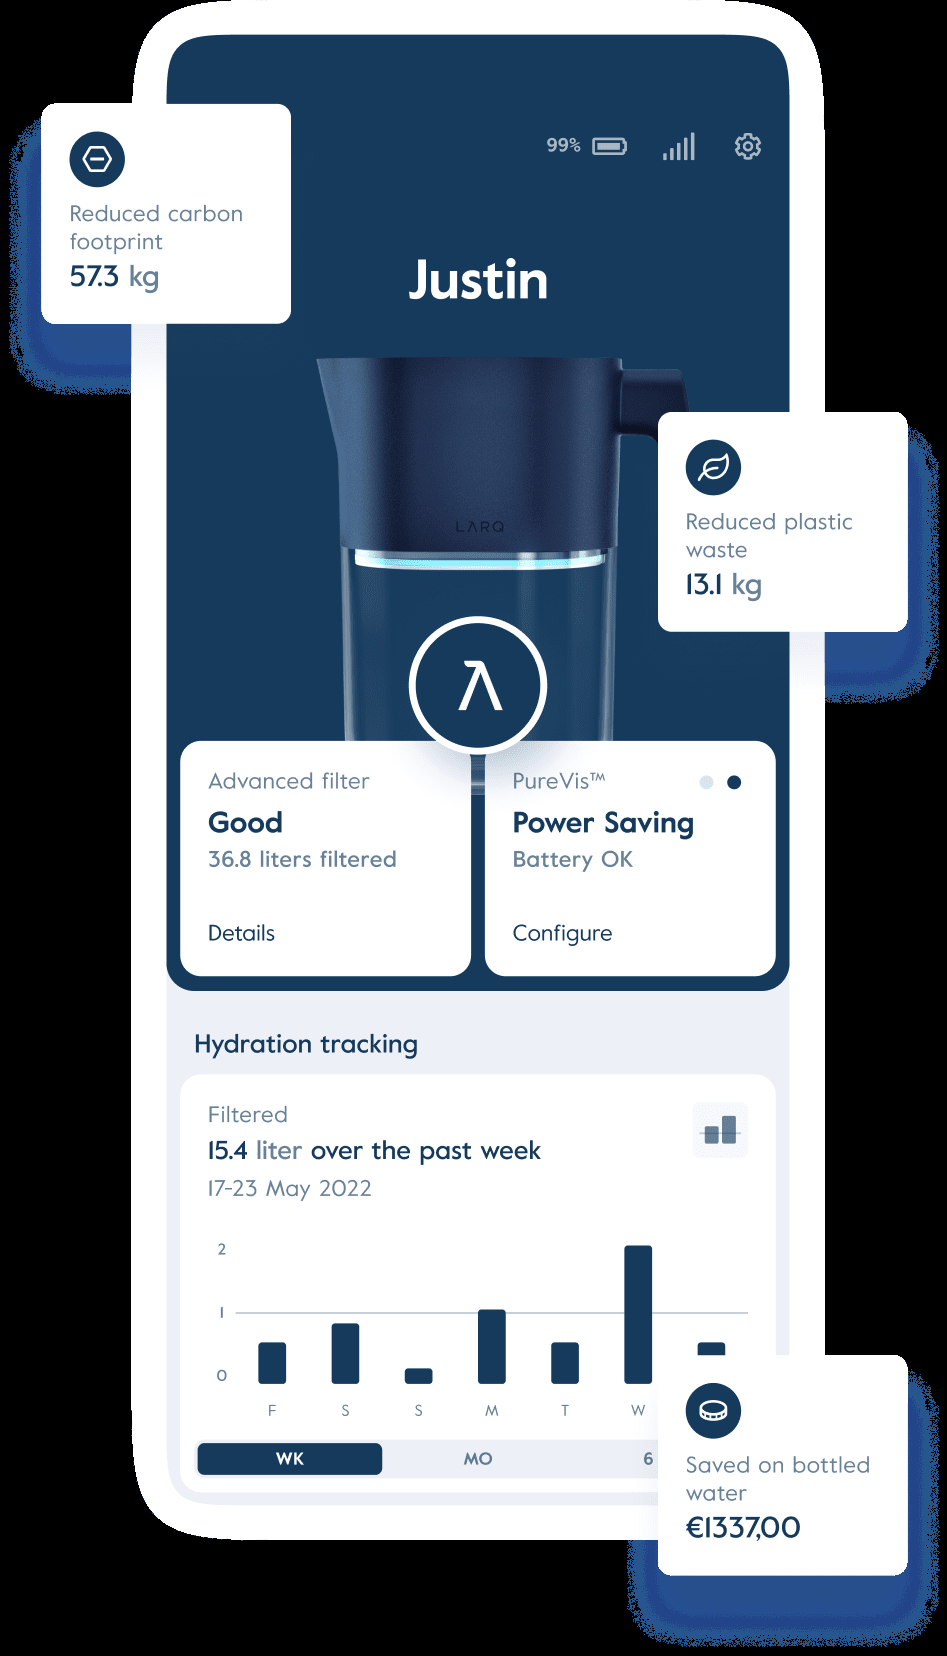 99%
Reduced carbon
footprint
57.3 kg
Justin
LARQ
Reduced plastic
waste
13.1 kg
Advanced filter
Good
36.8 liters filtered
Details
PureVis™
Power Saving
Battery OK
Configure
Hydration tracking
Filtered
15.4 liter over the past week
17-23 May 2022
2
1
0
F S S M T W
WK MO 6
Saved on bottled
water
€1337,00